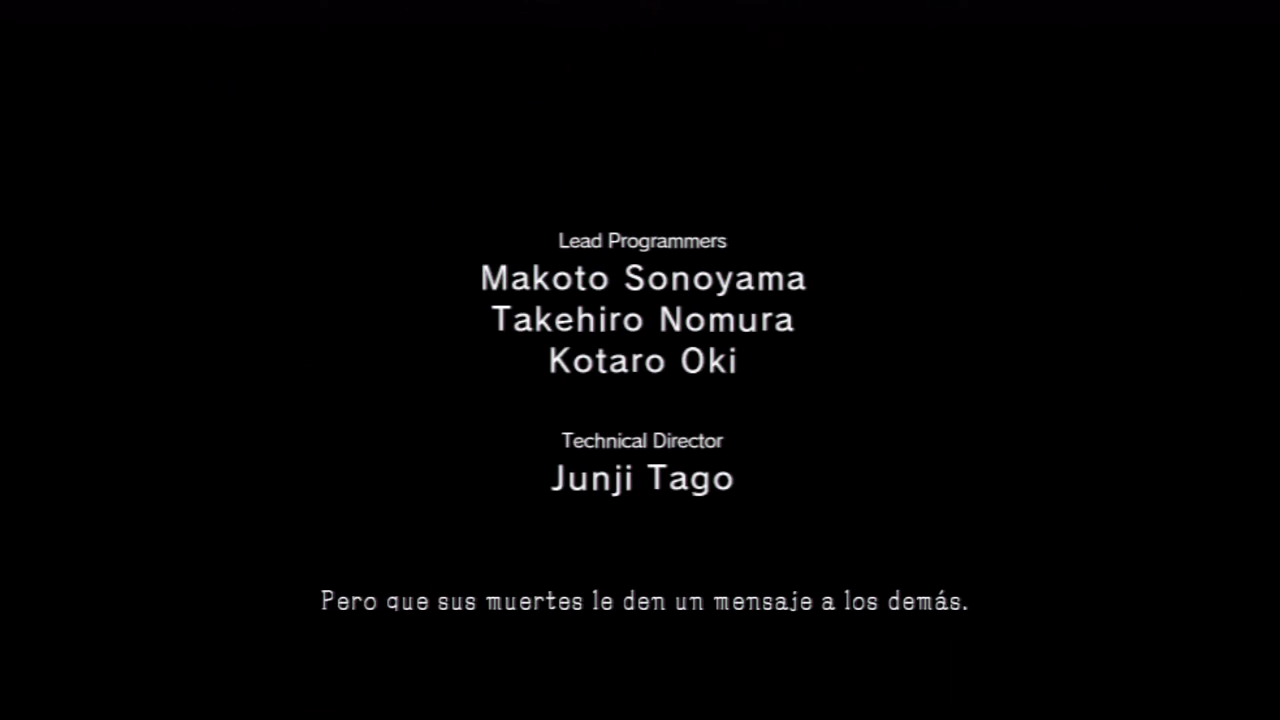 Lead Programmers
Makoto Sonoyama
Takehiro Nomura
Kotaro Oki
Technical Director
Junji Tago
Pero que sus muertes le den un mensaje a los demás.